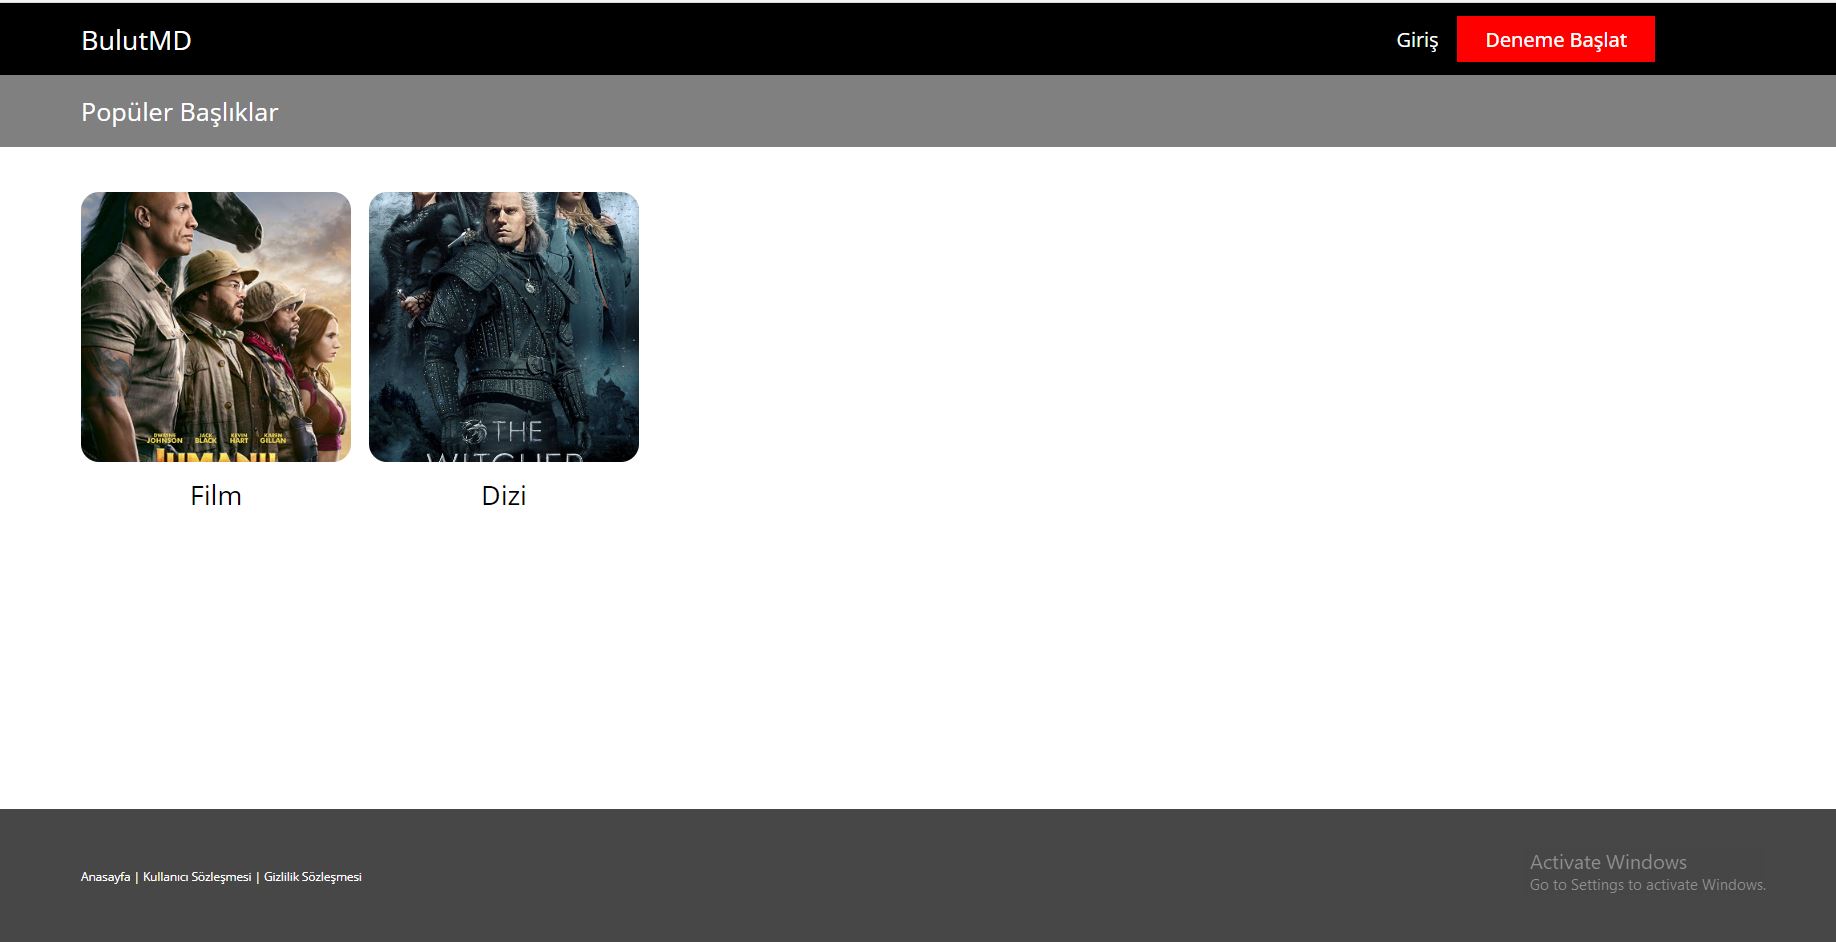 BulutMD
Giriş
Deneme Başlat
Popüler Başlıklar
DWAYNE JOHNSON JACK BLACK KEVIN HART KAREN GILLAN
JUMANJI
THE
WITCHER
Film
Dizi
Anasayfa | Kullanıcı Sözleşmesi | Gizlilik Sözleşmesi
Activate Windows
Go to Settings to activate Windows.